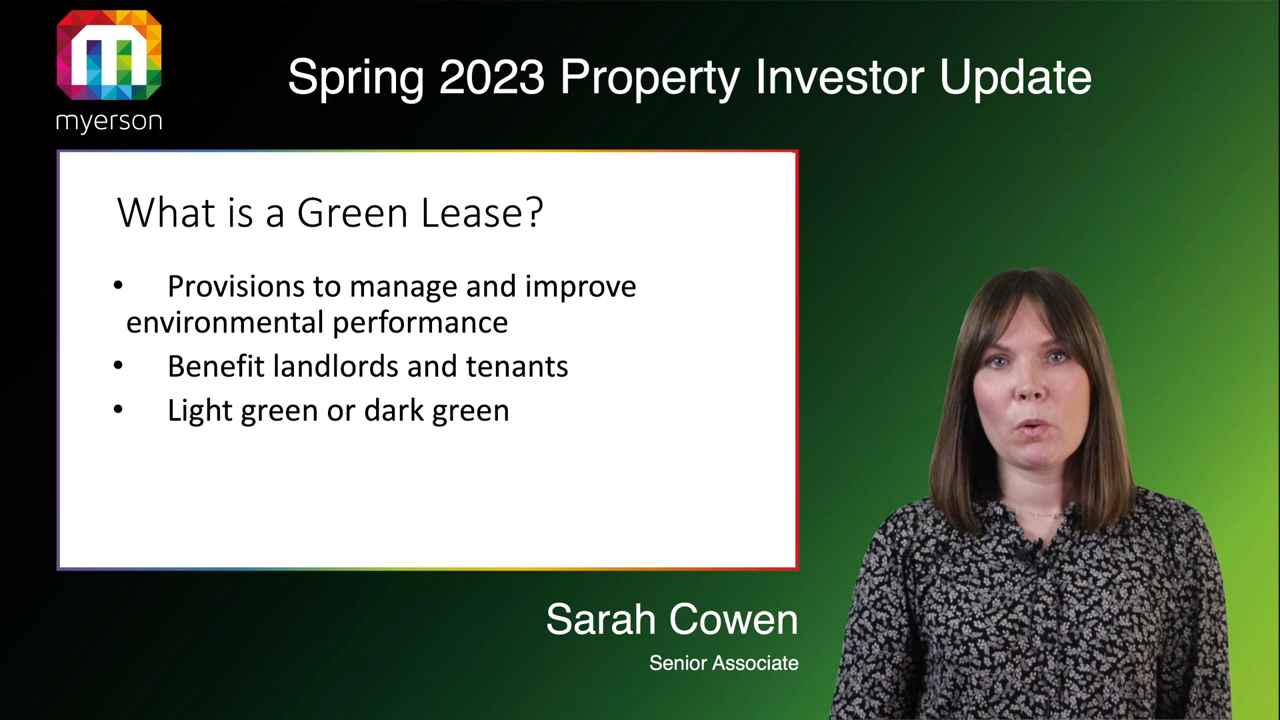 myerson
Spring 2023 Property Investor Update
What is a Green Lease?
• Provisions to manage and improve
environmental performance
• Benefit landlords and tenants
• Light green or dark green
Sarah Cowen
Senior Associate